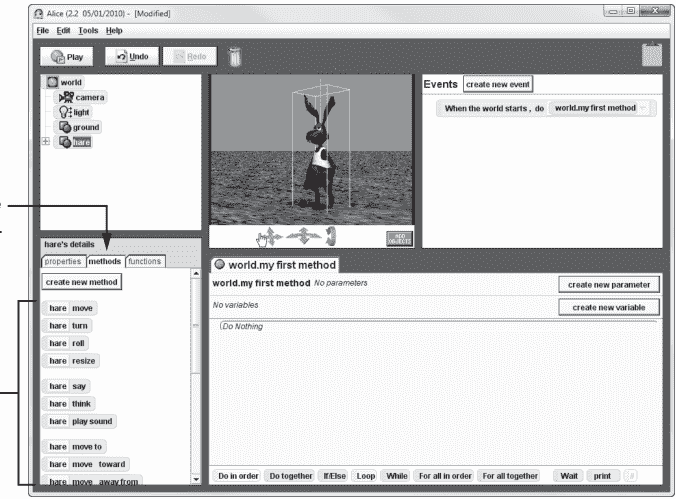 Alice (2.2 05/01/2010) - [Modified]
File Edit Tools Help
Play Undo Redo
world
camera
light
ground
hare
ADD OBJECTS
Events create new event
When the world starts, do world.my first method
hare's details
properties methods functions
create new method
hare move
hare turn
hare roll
hare resize
hare say
hare think
hare play sound
hare move to
hare move toward
hare move away from
world.my first method
world.my first method No parameters create new parameter
No variables create new variable
(Do Nothing
Do in order Do together If/Else Loop While For all in order For all together Wait print